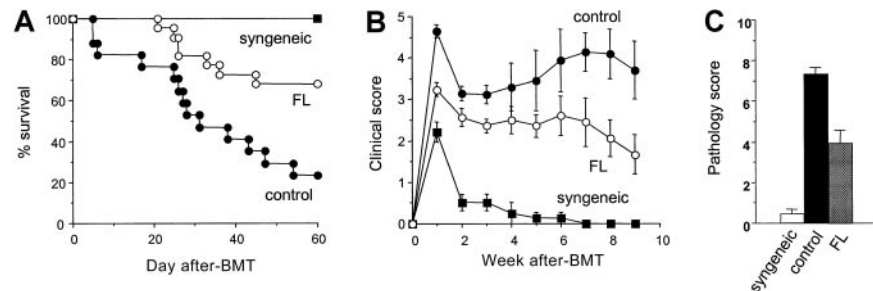 A
% survival
100
80
60
40
20
0
syngeneic
FL
control
0 20 40 60
Day after-BMT
B
Clinical score
5
4
3
2
1
0
control
FL
syngeneic
0 2 4 6 8 10
Week after-BMT
C
Pathology score
10
8
6
4
2
0
syngeneic
control
FL